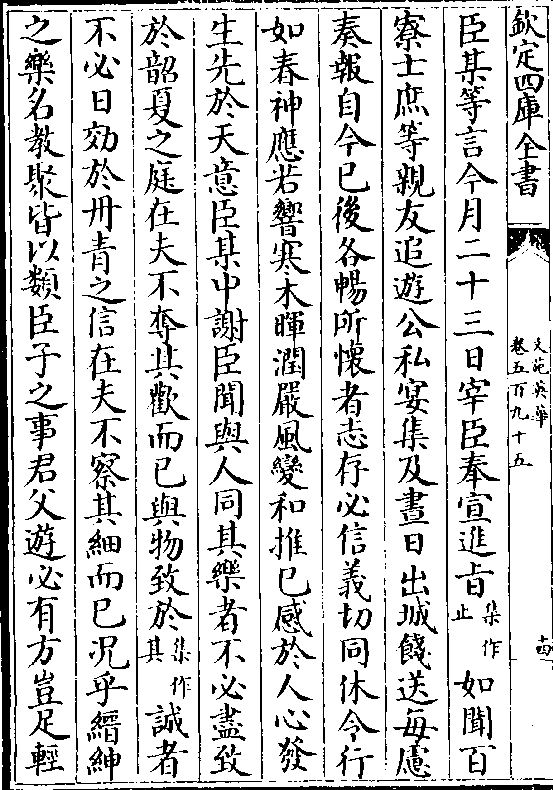 欽定四庫全書
文苑英華
卷五百九十五
十四
臣某等言今月二十三日宰臣奉宣進㫖集作止如聞百
寮士庶等親友追遊公私宴集及晝日出城餞送每慮
奏報自今已後各暢所懷者志存必信義切同休令行
如春神應若響寒木暉潤嚴風變和推已感於人心發
生先於天意臣某中謝臣聞與人同其樂者不必盡致
於韶夏之庭在夫不奪其歡而已與物致於集作其誠者
不必日効於丹青之信在夫不察其細而已况乎縉紳
之樂名教聚皆以類臣子之事君父遊必有方豈足輕